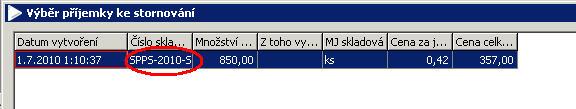 Výběr příjemky ke stornování
Datum vytvoření Číslo skla... Množství ... Z toho vy... MJ skladová Cena za j... Cena celk...
1.7.2010 1:10:37 SPPS-2010-S 850,00 ks 0,42 357,00